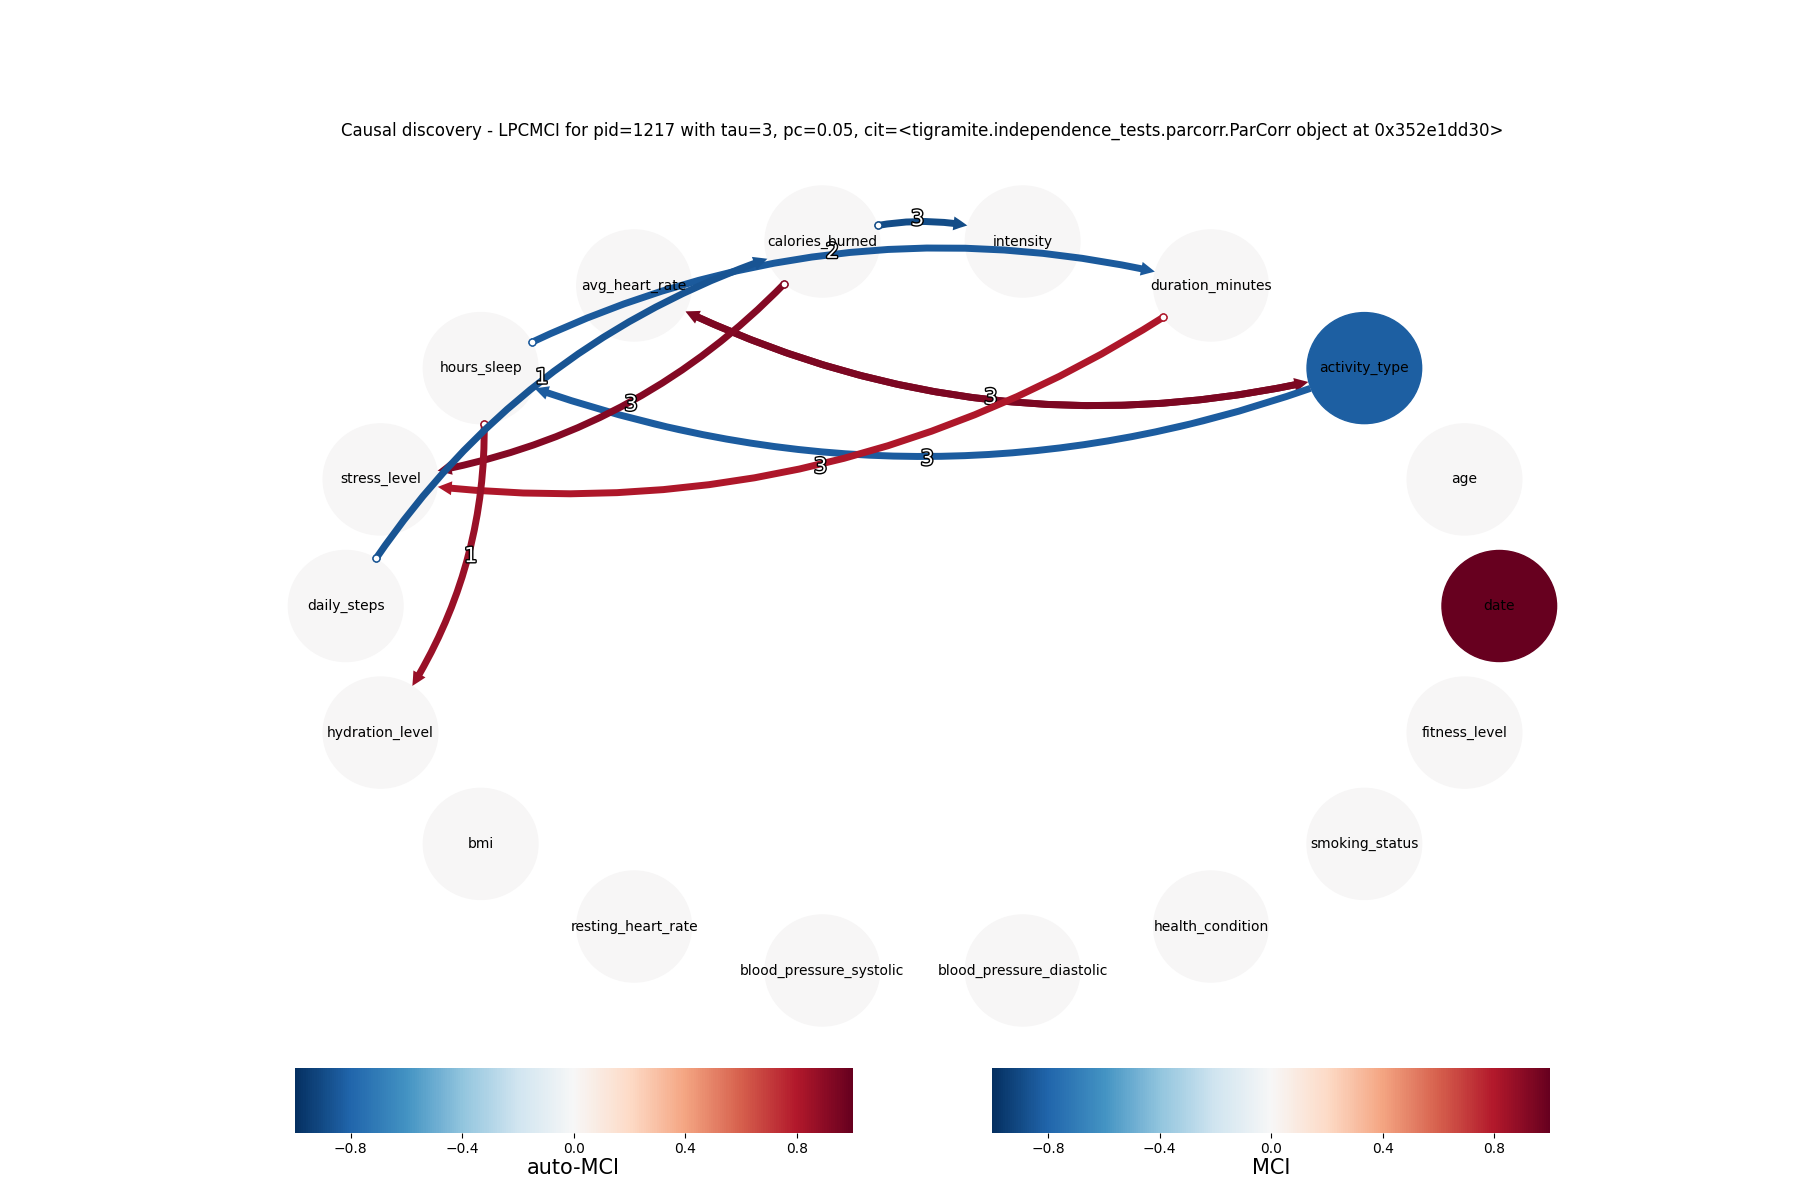 Causal discovery - LPCMCI for pid=1217 with tau=3, pc=0.05, cit=<tigramite.independence_tests.parcorr.ParCorr object at 0x352e1dd30>
3
calories_burned
intensity
2
avg_heart_rate
duration_minutes
hours_sleep
1
activity_type
3
3
3
3
stress_level
age
1
daily_steps
date
hydration_level
fitness_level
bmi
smoking_status
resting_heart_rate
health_condition
blood_pressure_systolic
blood_pressure_diastolic
−0.8 −0.4 0.0 0.4 0.8
auto-MCI
−0.8 −0.4 0.0 0.4 0.8
MCI